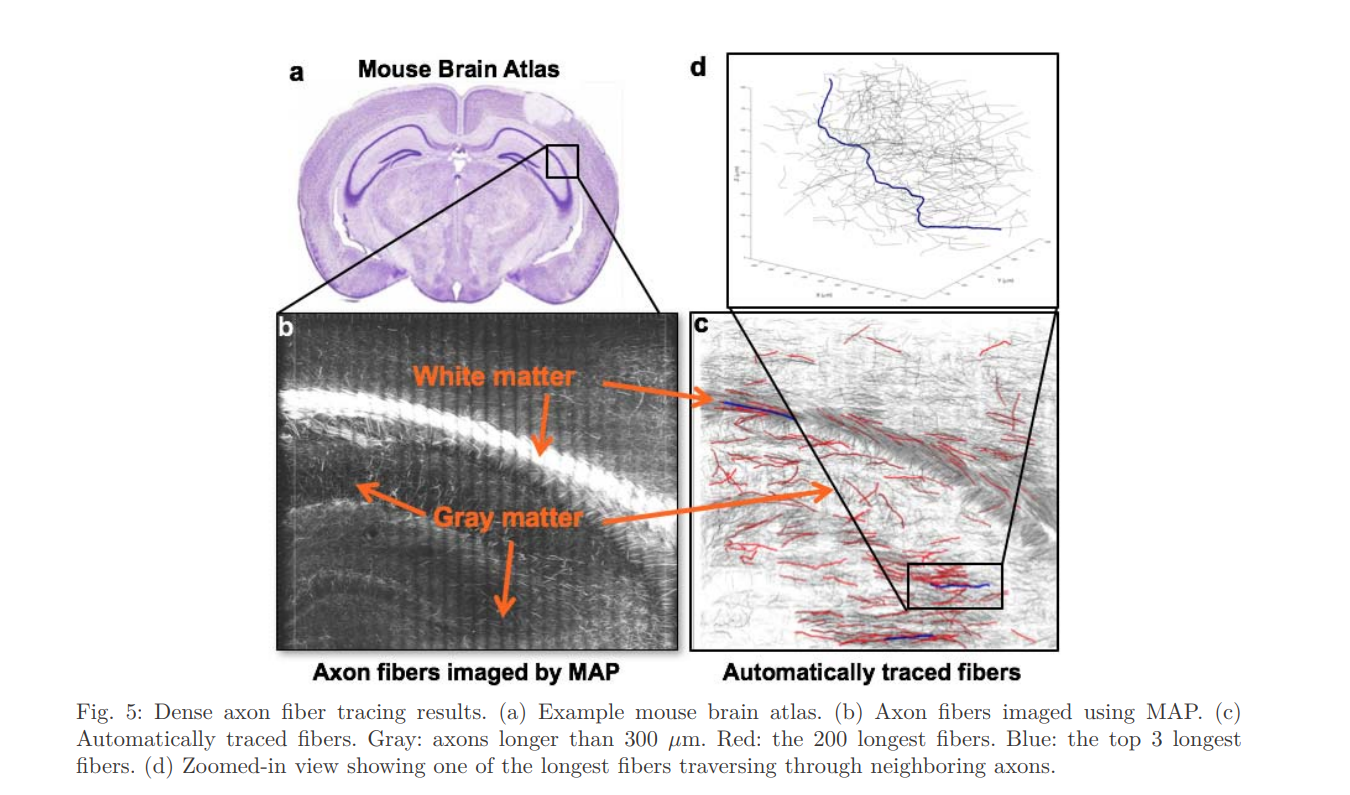 a
Mouse Brain Atlas
d
b
White matter
Gray matter
c
Axon fibers imaged by MAP
Automatically traced fibers
Fig. 5: Dense axon fiber tracing results. (a) Example mouse brain atlas. (b) Axon fibers imaged using MAP. (c)
Automatically traced fibers. Gray: axons longer than 300 μm. Red: the 200 longest fibers. Blue: the top 3 longest
fibers. (d) Zoomed-in view showing one of the longest fibers traversing through neighboring axons.